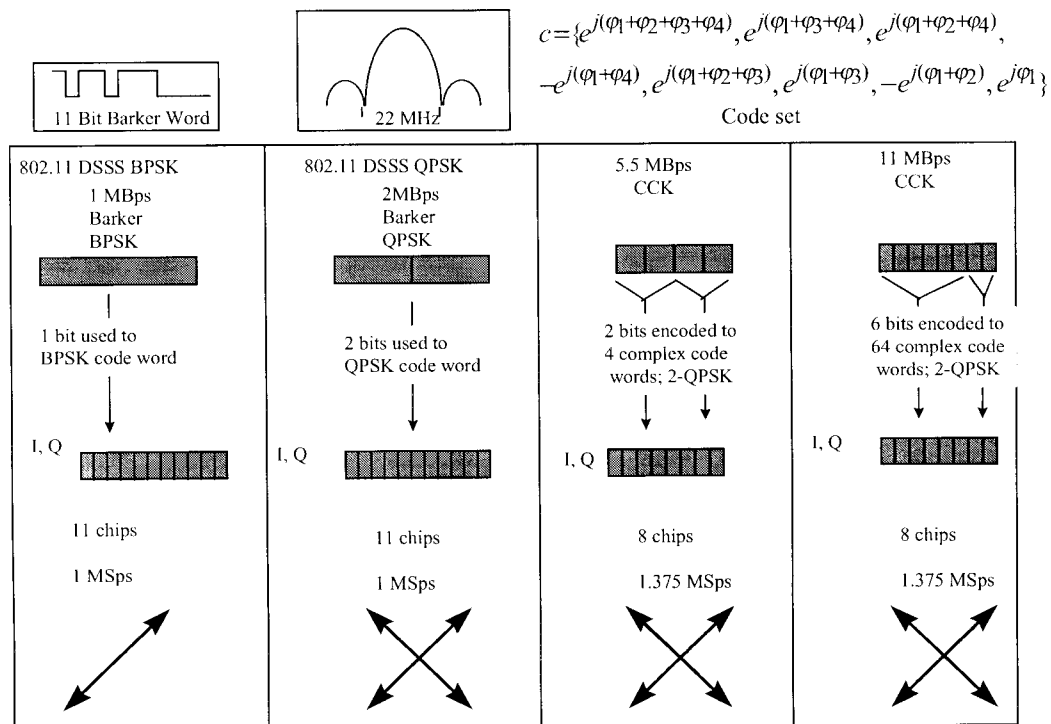 11 Bit Barker Word
22 MHz
c={e^{j(φ1+φ2+φ3+φ4)}, e^{j(φ1+φ3+φ4)}, e^{j(φ1+φ2+φ4)},
−e^{j(φ1+φ4)}, e^{j(φ1+φ2+φ3)}, e^{j(φ1+φ3)}, −e^{j(φ1+φ2)}, e^{jφ1}}
Code set
802.11 DSSS BPSK
1 MBps
Barker
BPSK
1 bit used to
BPSK code word
I, Q
11 chips
1 MSps
802.11 DSSS QPSK
2MBps
Barker
QPSK
2 bits used to
QPSK code word
I, Q
11 chips
1 MSps
5.5 MBps
CCK
2 bits encoded to
4 complex code
words; 2-QPSK
I, Q
8 chips
1.375 MSps
11 MBps
CCK
6 bits encoded to
64 complex code
words; 2-QPSK
I, Q
8 chips
1.375 MSps